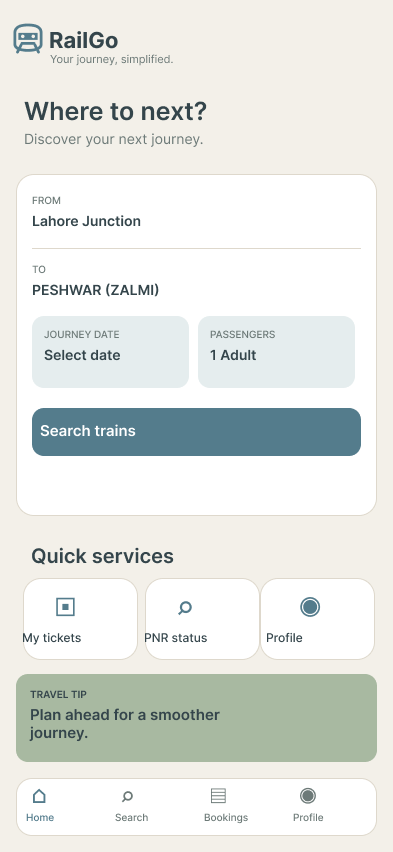 RailGo
Your journey, simplified.
Where to next?
Discover your next journey.
FROM
Lahore Junction
TO
PESHWAR (ZALMI)
JOURNEY DATE PASSENGERS
Select date 1 Adult
Search trains
Quick services
My tickets PNR status Profile
TRAVEL TIP
Plan ahead for a smoother
journey.
Home Search Bookings Profile